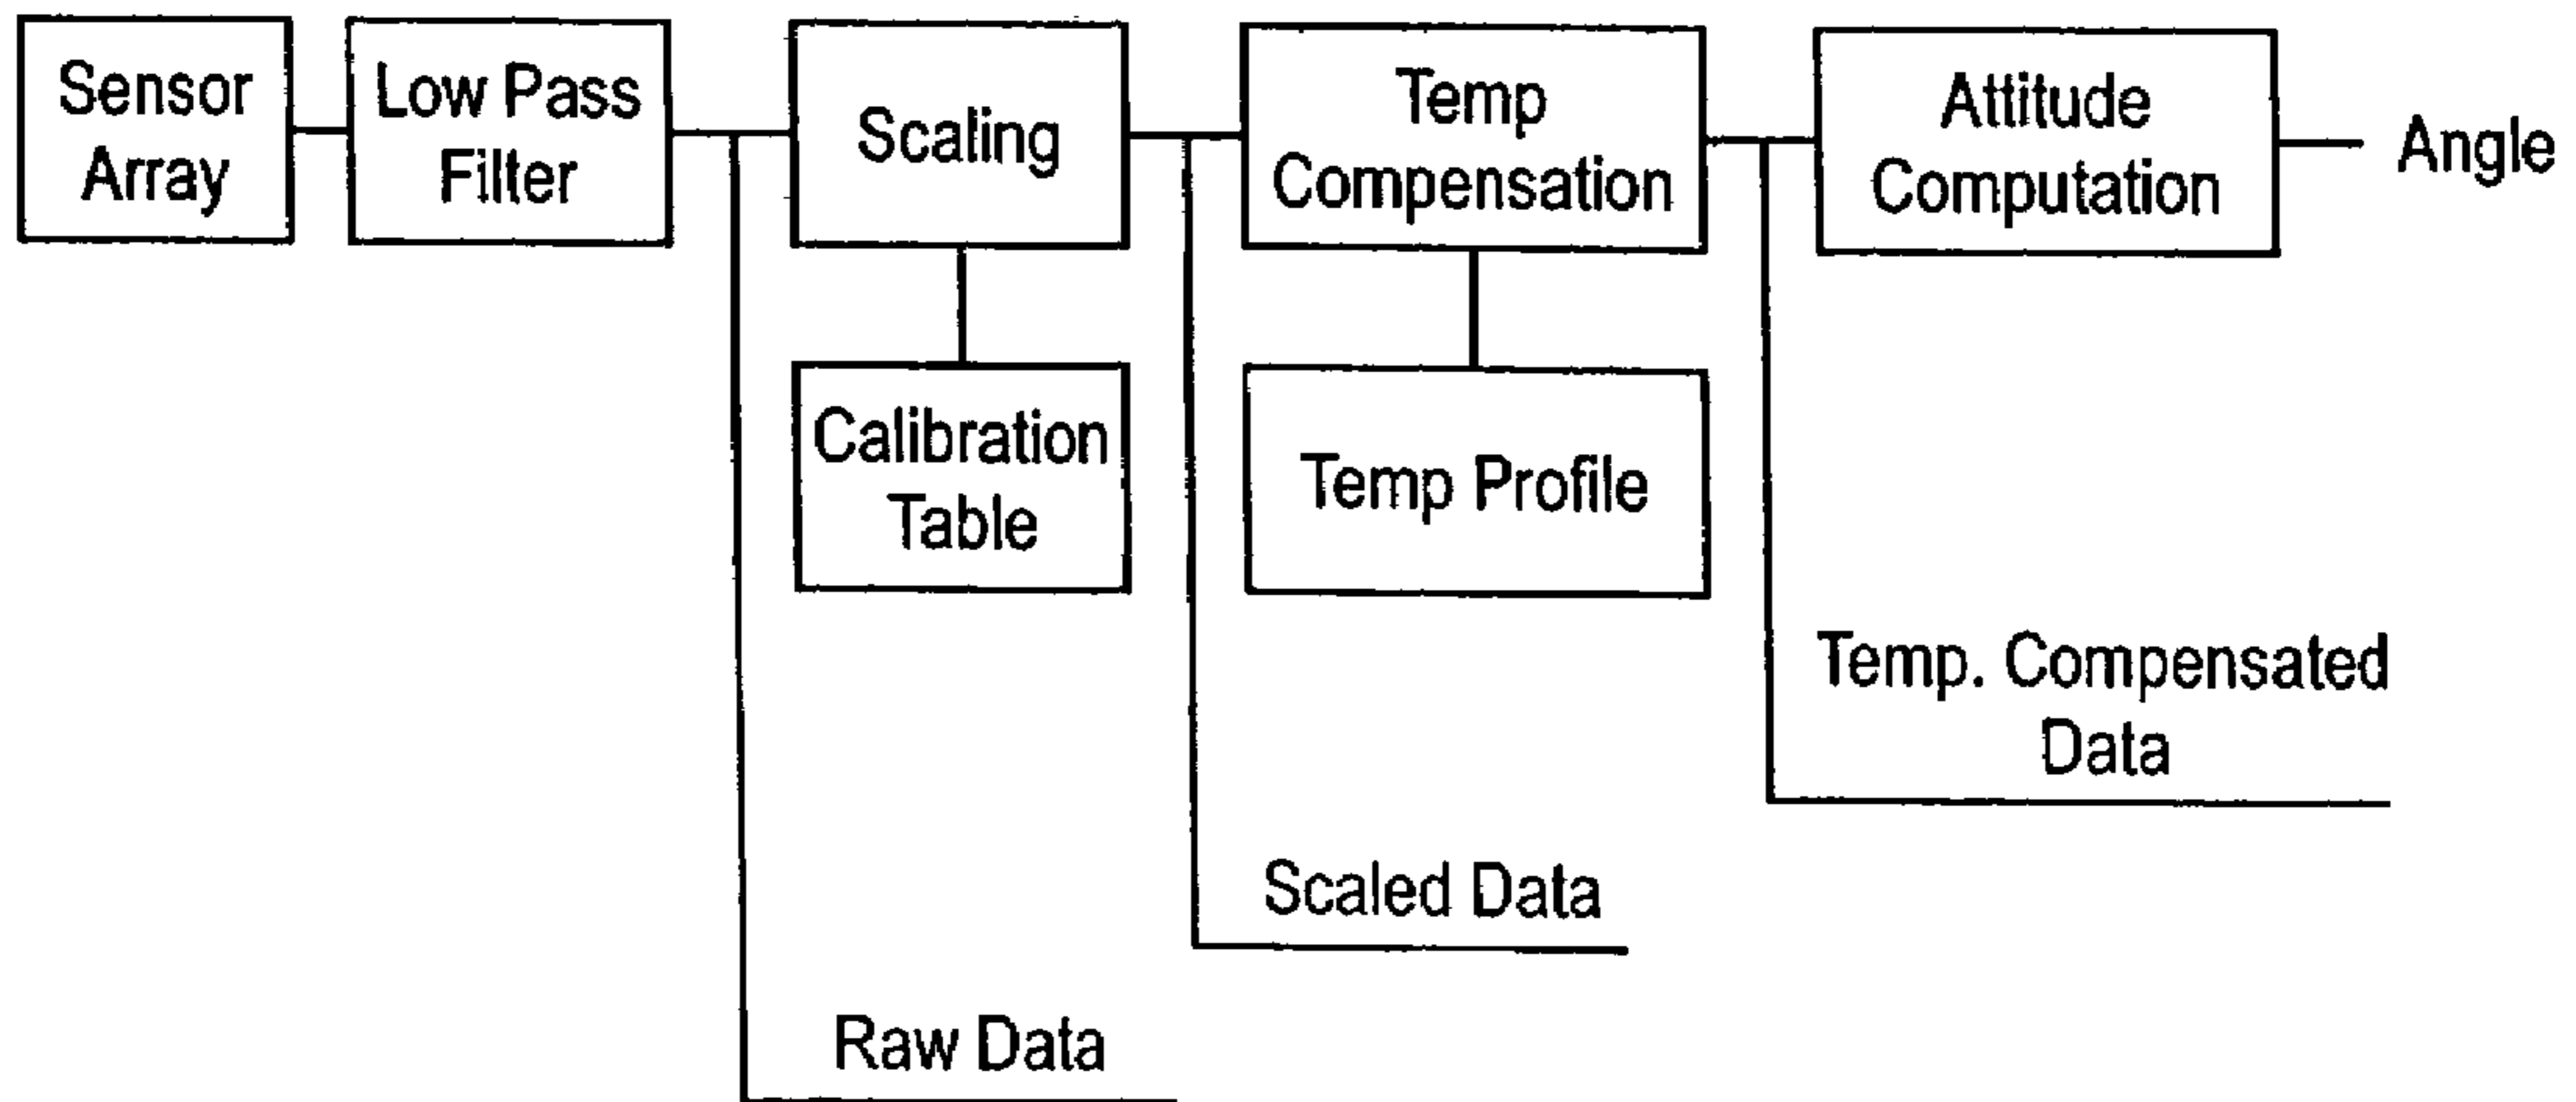 Sensor
Array
Low Pass
Filter
Scaling
Temp
Compensation
Attitude
Computation
Angle
Calibration
Table
Temp Profile
Temp. Compensated
Data
Scaled Data
Raw Data